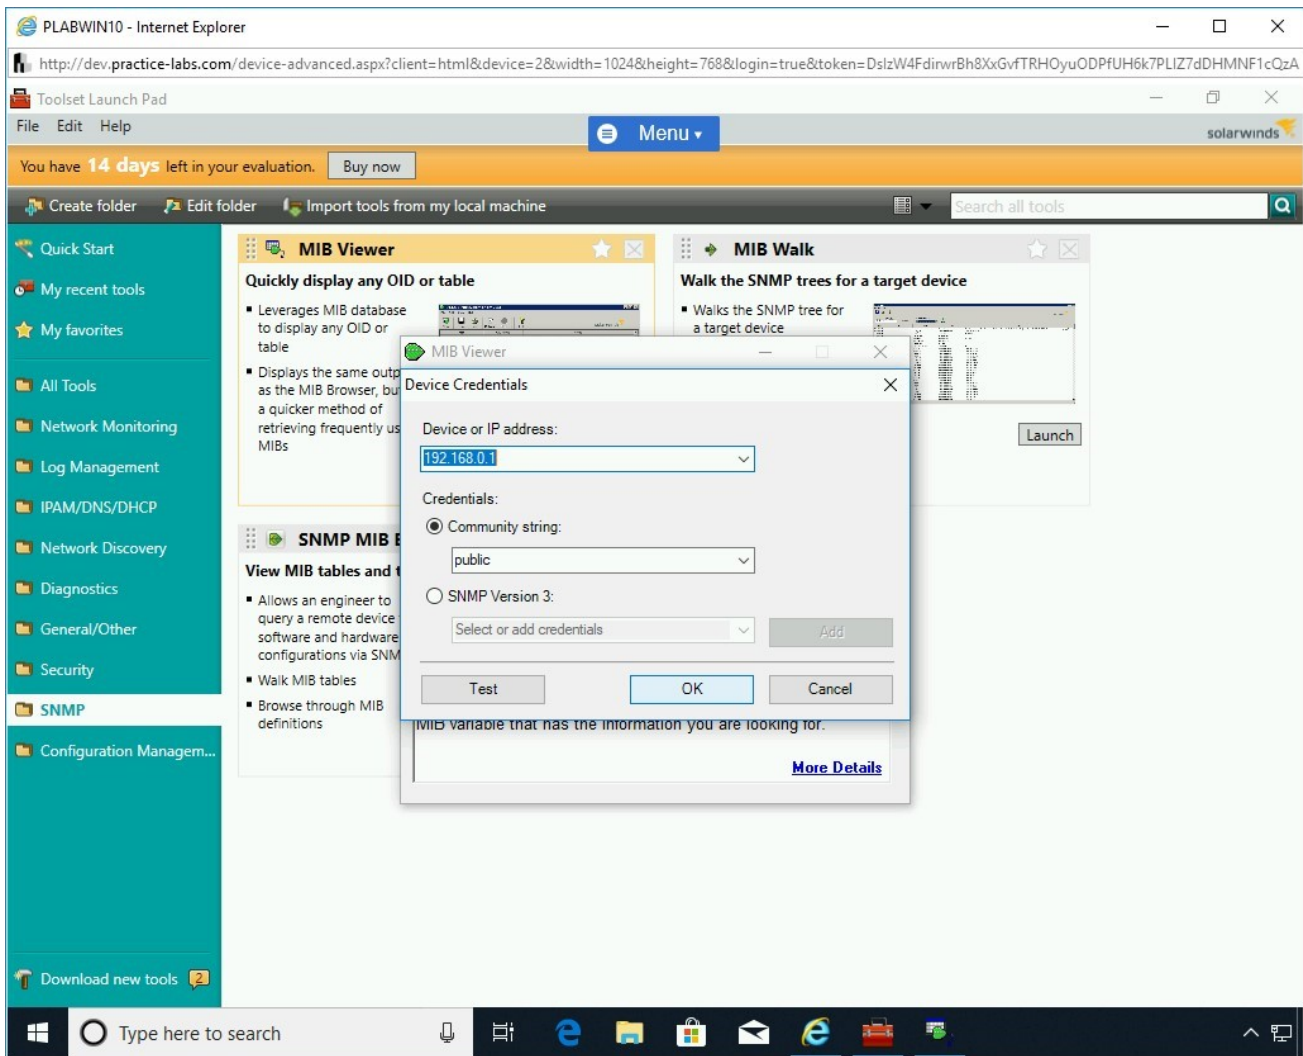 PLABWIN10 - Internet Explorer
http://dev.practice-labs.com/device-advanced.aspx?client=html&device=2&width=1024&height=768&login=true&token=DsIzW4FdirwrBh8XxGvfTRHOyuODPfUH6k7PLIZ7dDHMNF1cQzA
Toolset Launch Pad
File Edit Help
Menu
solarwinds
You have 14 days left in your evaluation. Buy now
Create folder Edit folder Import tools from my local machine
Search all tools
Quick Start
My recent tools
My favorites
All Tools
Network Monitoring
Log Management
IPAM/DNS/DHCP
Network Discovery
Diagnostics
General/Other
Security
SNMP
Configuration Managem...
Download new tools 2
MIB Viewer
Quickly display any OID or table
Leverages MIB database
to display any OID or
table
Displays the same outp
as the MIB Browser, bu
a quicker method of
retrieving frequently us
MIBs
MIB Walk
Walk the SNMP trees for a target device
Walks the SNMP tree for
a target device
Launch
SNMP MIB
View MIB tables and
Allows an engineer to
query a remote device
software and hardware
configurations via SNM
Walk MIB tables
Browse through MIB
definitions
MIB Viewer
Device Credentials
Device or IP address:
192.168.0.1
Credentials:
Community string:
public
SNMP Version 3:
Select or add credentials
Add
Test OK Cancel
MIB variable that has the information you are looking for.
More Details
Type here to search